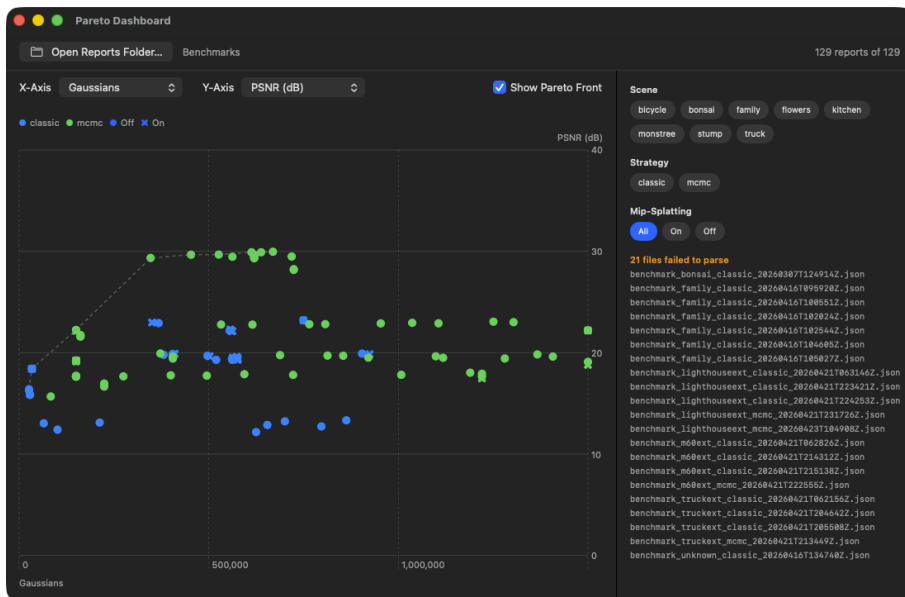 Pareto Dashboard
Open Reports Folder... Benchmarks 129 reports of 129
X-Axis Gaussians Y-Axis PSNR (dB) Show Pareto Front
classic mcmc Off On
PSNR (dB)
40
30
20
10
0
0 500,000 1,000,000
Gaussians
Scene
bicycle bonsai family flowers kitchen
monstree stump truck
Strategy
classic mcmc
Mip-Splatting
All On Off
21 files failed to parse
benchmark_bonsai_classic_20260307T124914Z.json
benchmark_family_classic_20260416T095920Z.json
benchmark_family_classic_20260416T100551Z.json
benchmark_family_classic_20260416T102024Z.json
benchmark_family_classic_20260416T102544Z.json
benchmark_family_classic_20260416T104605Z.json
benchmark_family_classic_20260416T105027Z.json
benchmark_lighthouseext_classic_20260421T063146Z.json
benchmark_lighthouseext_classic_20260421T223421Z.json
benchmark_lighthouseext_classic_20260421T224253Z.json
benchmark_lighthouseext_mcmc_20260421T231726Z.json
benchmark_lighthouseext_mcmc_20260423T104908Z.json
benchmark_m60ext_classic_20260421T062826Z.json
benchmark_m60ext_classic_20260421T214312Z.json
benchmark_m60ext_classic_20260421T215138Z.json
benchmark_m60ext_mcmc_20260421T222555Z.json
benchmark_truckext_classic_20260421T062156Z.json
benchmark_truckext_classic_20260421T204642Z.json
benchmark_truckext_classic_20260421T205508Z.json
benchmark_truckext_mcmc_20260421T213449Z.json
benchmark_unknown_classic_20260416T134740Z.json